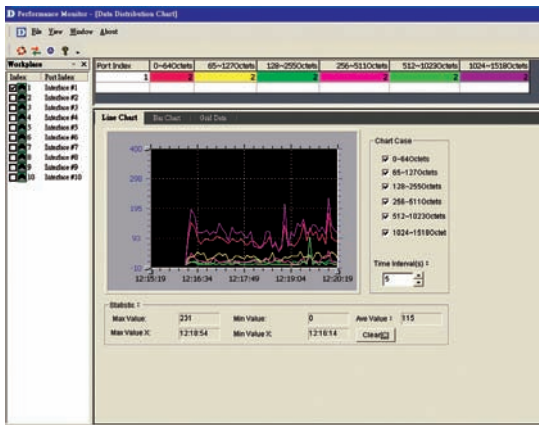 D Performance Monitor - [Data Distribution Chart]
D File View Window About
Workplace - X
Index Port Index
1 Interface #1
2 Interface #2
3 Interface #3
4 Interface #4
5 Interface #5
6 Interface #6
7 Interface #7
8 Interface #8
9 Interface #9
10 Interface #10
Port Index 0~64Octets 65~127Octets 128~255Octets 256~511Octets 512~1023Octets 1024~1518Octets
1 2 2 2 2 2 2
Line Chart Bar Chart Grid Data
400
298
195
93
-10
12:15:19 12:16:34 12:17:49 12:19:04 12:20:19
Chart Case
0~64Octets
65~127Octets
128~255Octets
256~511Octets
512~1023Octets
1024~1518Octet
Time Interval(s) :
5
Statistic :
Max Value: 231 Min Value: 0 Ave Value : 115
Max Value X: 12:18:54 Min Value X: 12:16:14 Clear[C]